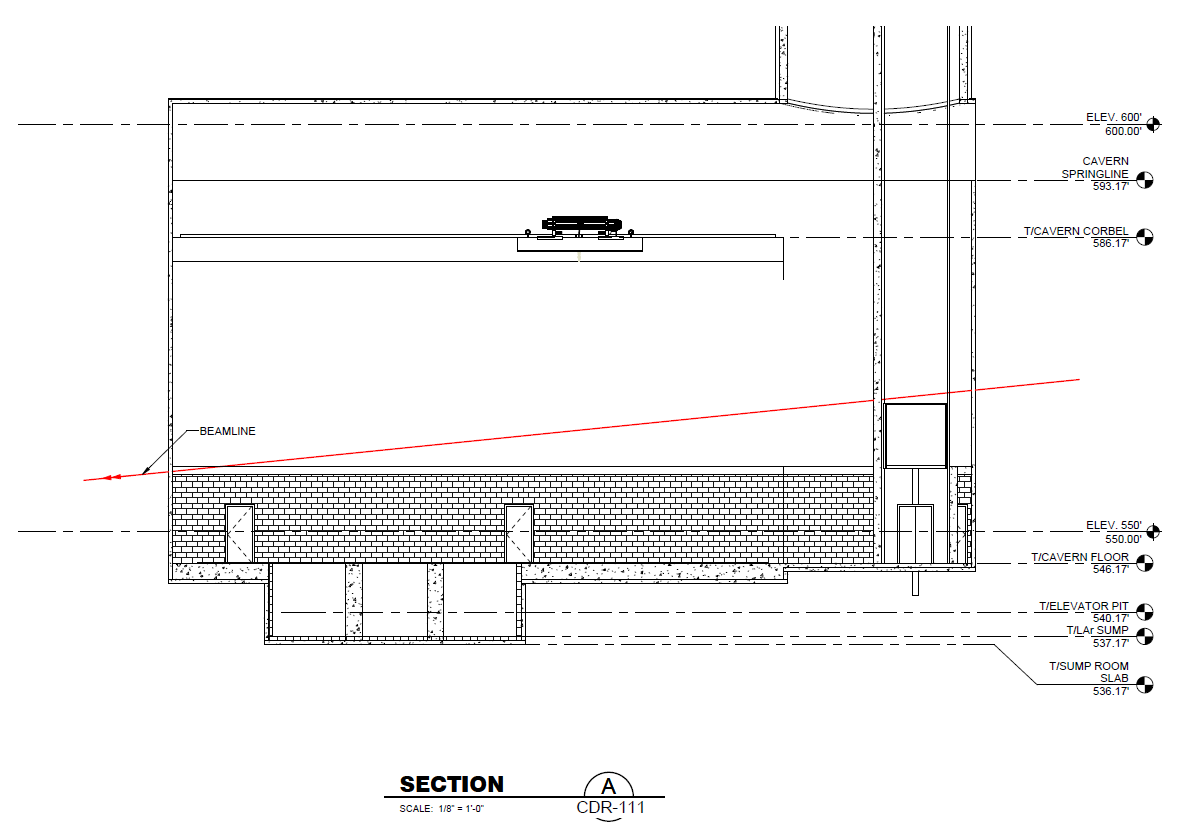 ELEV. 600'
600.00'
CAVERN
SPRINGLINE
593.17'
T/CAVERN CORBEL
586.17'
BEAMLINE
ELEV. 550'
550.00'
T/CAVERN FLOOR
546.17'
T/ELEVATOR PIT
540.17'
T/LAr SUMP
537.17'
T/SUMP ROOM
SLAB
536.17'
SECTION
SCALE: 1/8" = 1'-0"
A
CDR-111